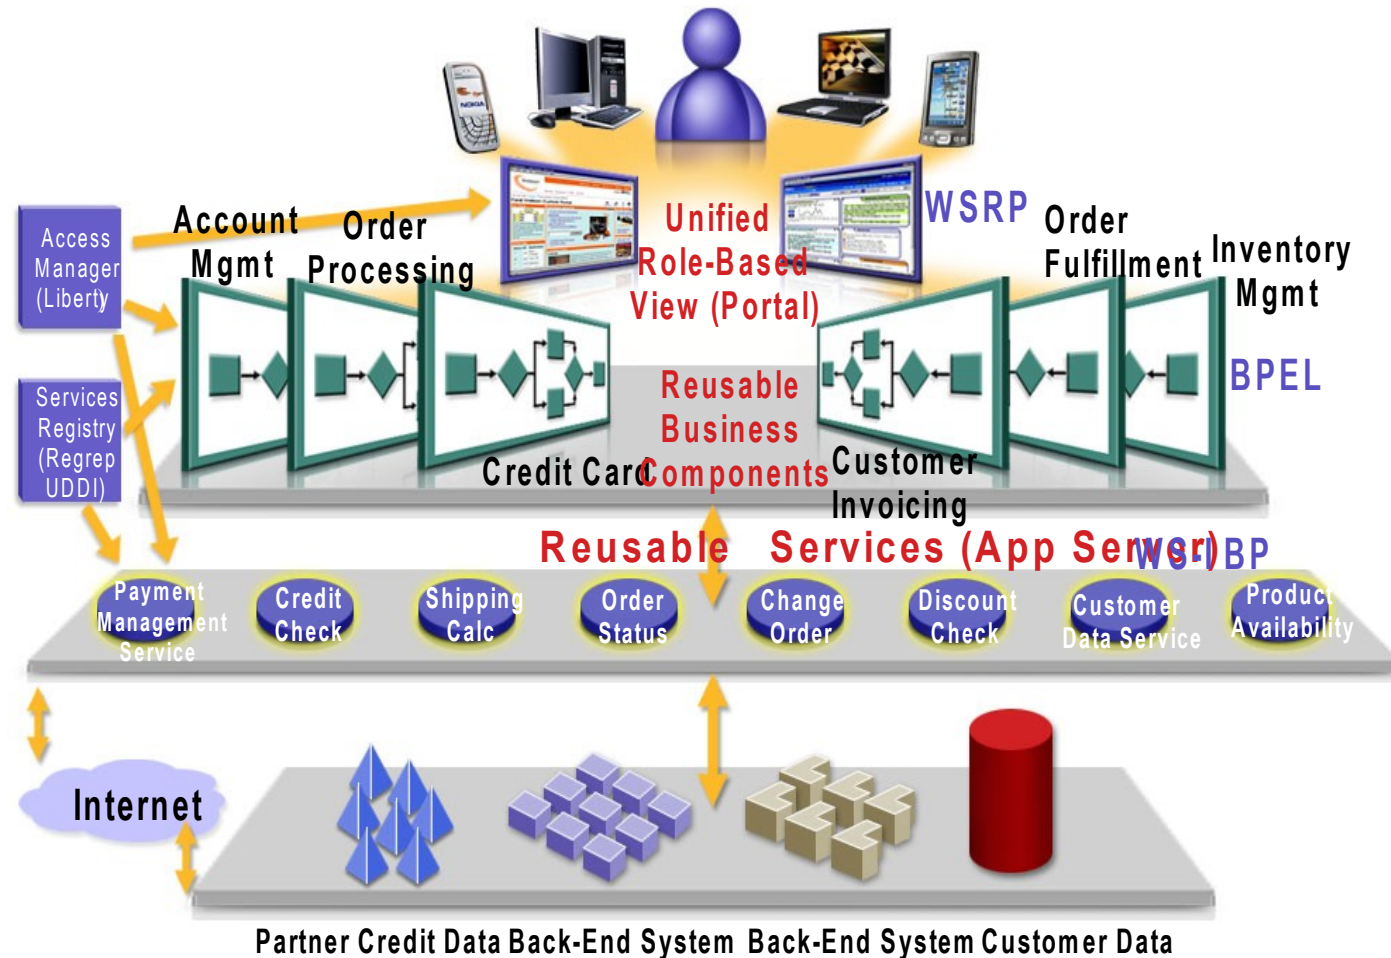 NOKIA
WSRP
Unified
Role-Based
View (Portal)
Account
Mgmt
Order
Processing
Order
Fulfillment
Inventory
Mgmt
Access
Manager
(Liberty)
BPEL
Services
Registry
(Regrep
UDDI)
Reusable
Business
Components
Credit Card
Customer
Invoicing
Reusable Services (App Server)
WS-I BP
Payment
Management
Service
Credit
Check
Shipping
Calc
Order
Status
Change
Order
Discount
Check
Customer
Data Service
Product
Availability
Internet
Partner Credit Data Back-End System Back-End System Customer Data